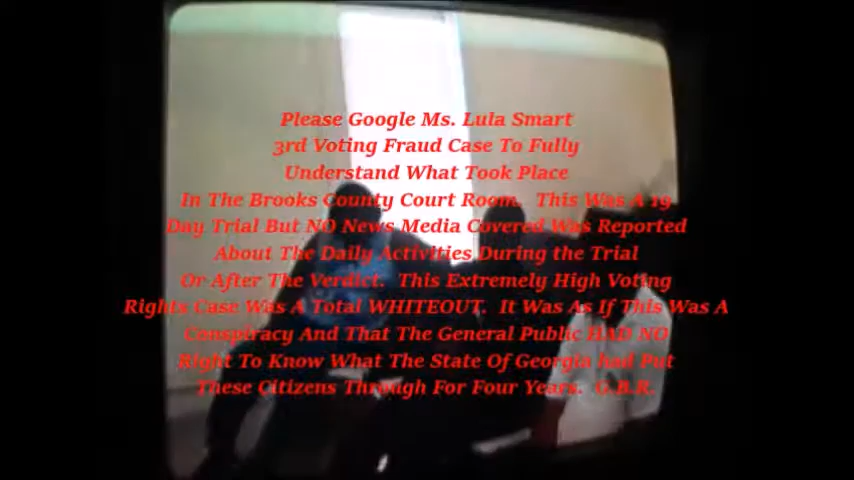 Please Google Ms. Lula Smart
3rd Voting Fraud Case To Fully
Understand What Took Place
In The Brooks County Court Room.  This Was A 19
Day Trial But NO News Media Covered Was Reported
About The Daily Activities During the Trial
Or After The Verdict.  This Extremely High Voting
Rights Case Was A Total WHITEOUT.  It Was As If This Was A
Conspiracy And That The General Public HAD NO
Right To Know What The State Of Georgia had Put
These Citizens Through For Four Years.  G.B.R.